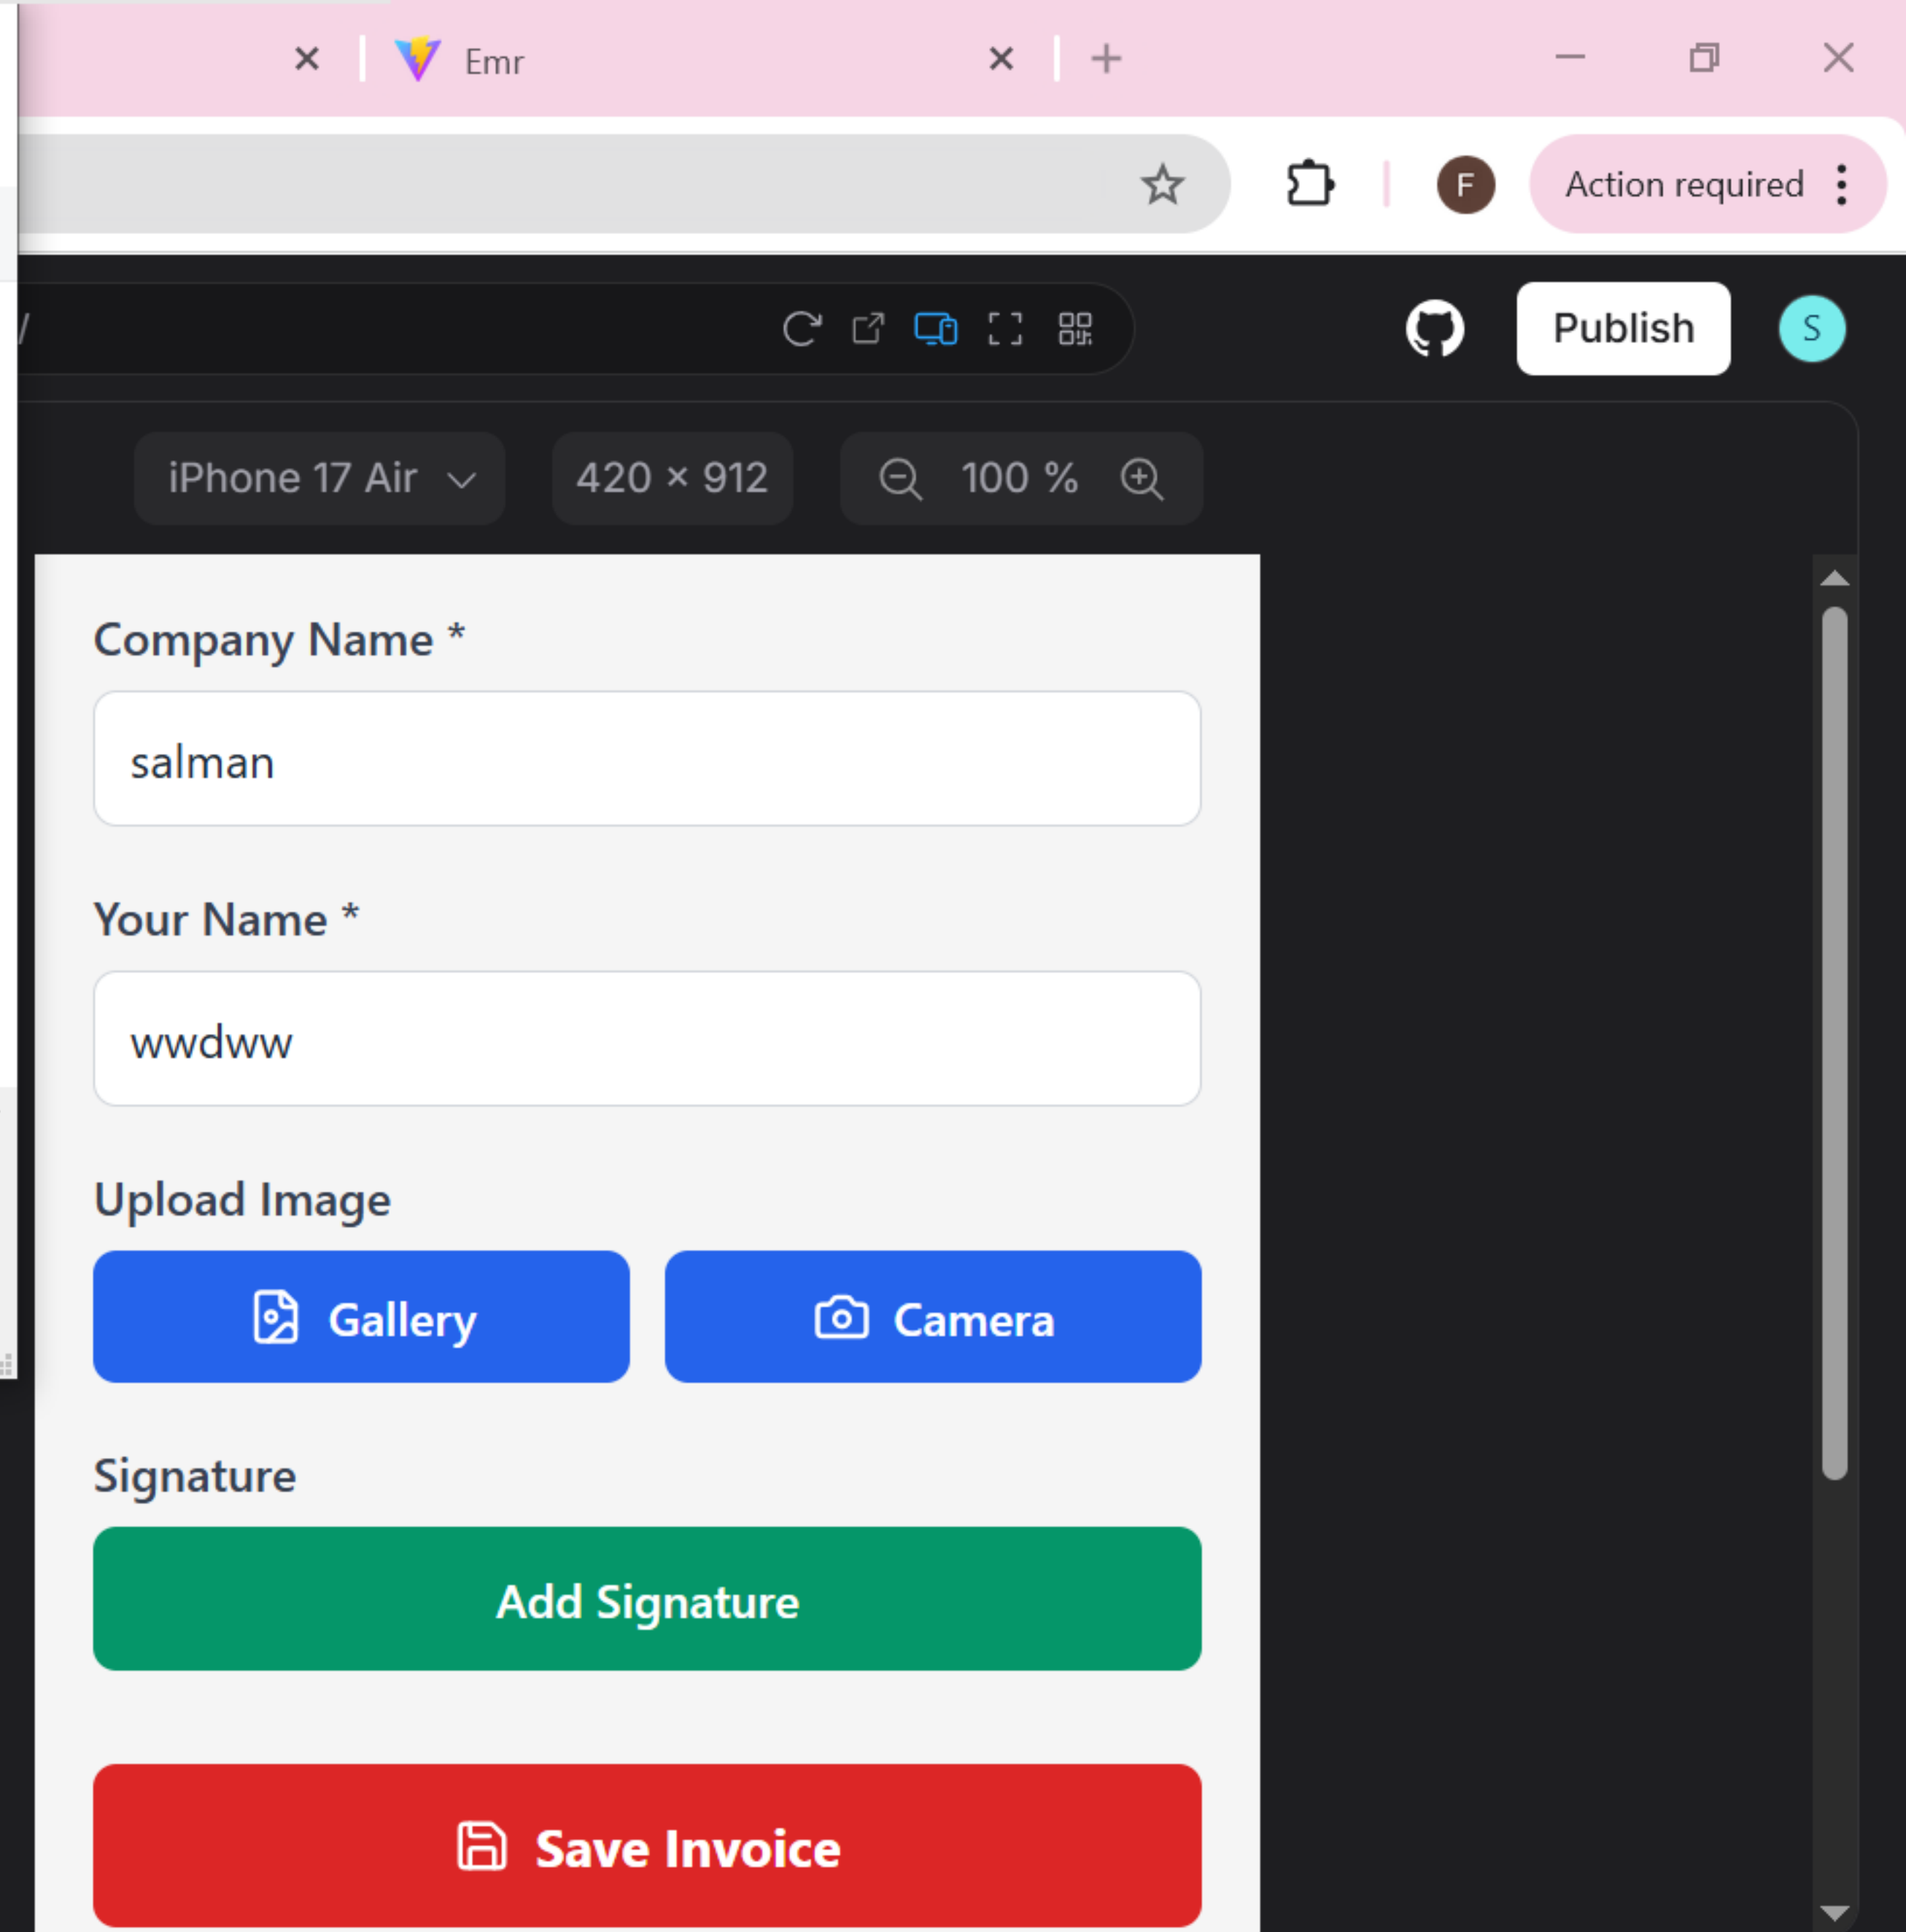 Emr
F
Action required
/
Publish
S
iPhone 17 Air
420 × 912
100 %
Company Name *
salman
Your Name *
wwdww
Upload Image
Gallery
Camera
Signature
Add Signature
Save Invoice